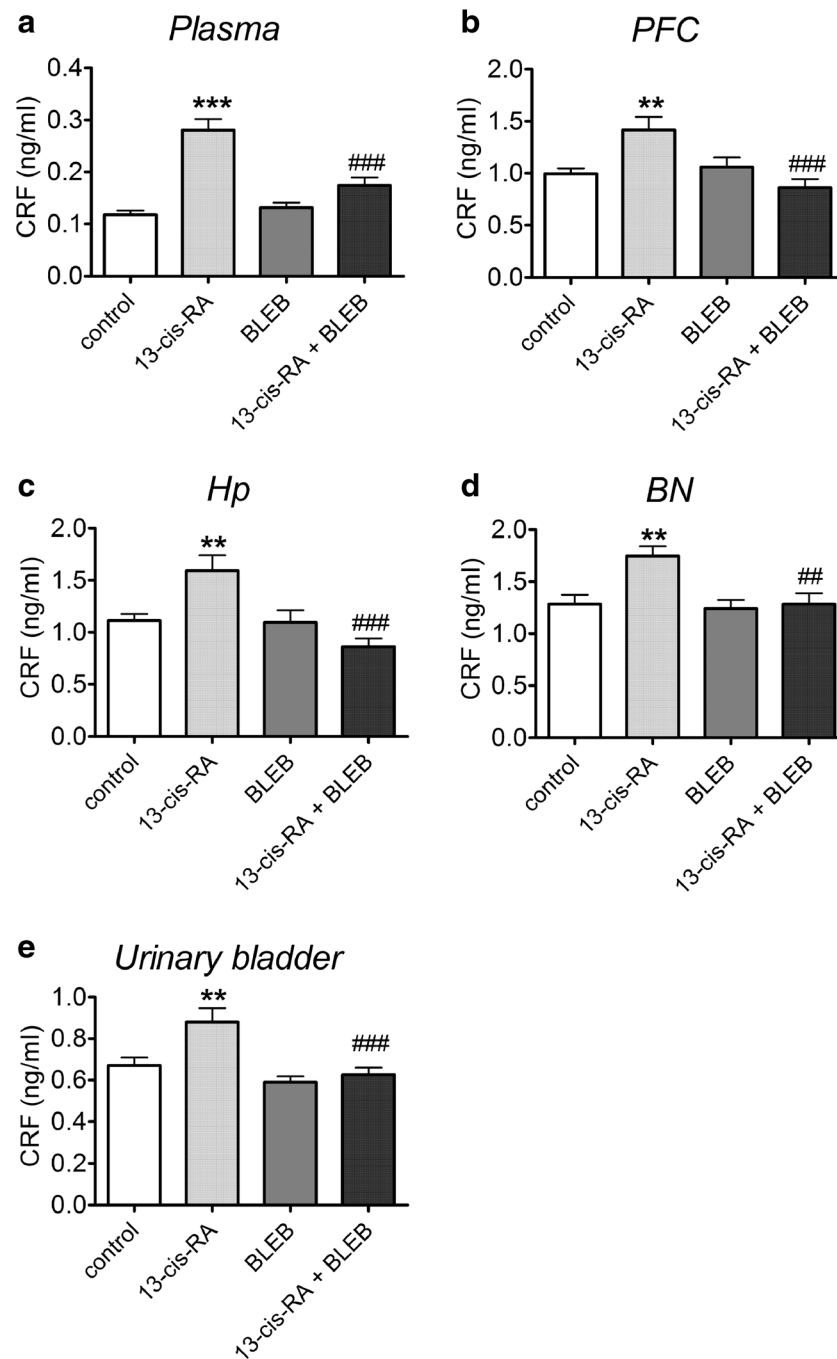 a Plasma
CRF (ng/ml)
0.4
0.3
0.2
0.1
0.0
***
###
control
13-cis-RA
BLEB
13-cis-RA + BLEB
b PFC
CRF (ng/ml)
2.0
1.5
1.0
0.5
0.0
**
###
control
13-cis-RA
BLEB
13-cis-RA + BLEB
c Hp
CRF (ng/ml)
2.0
1.5
1.0
0.5
0.0
**
###
control
13-cis-RA
BLEB
13-cis-RA + BLEB
d BN
CRF (ng/ml)
2.0
1.5
1.0
0.5
0.0
**
##
control
13-cis-RA
BLEB
13-cis-RA + BLEB
e Urinary bladder
CRF (ng/ml)
1.0
0.8
0.6
0.4
0.2
0.0
**
###
control
13-cis-RA
BLEB
13-cis-RA + BLEB